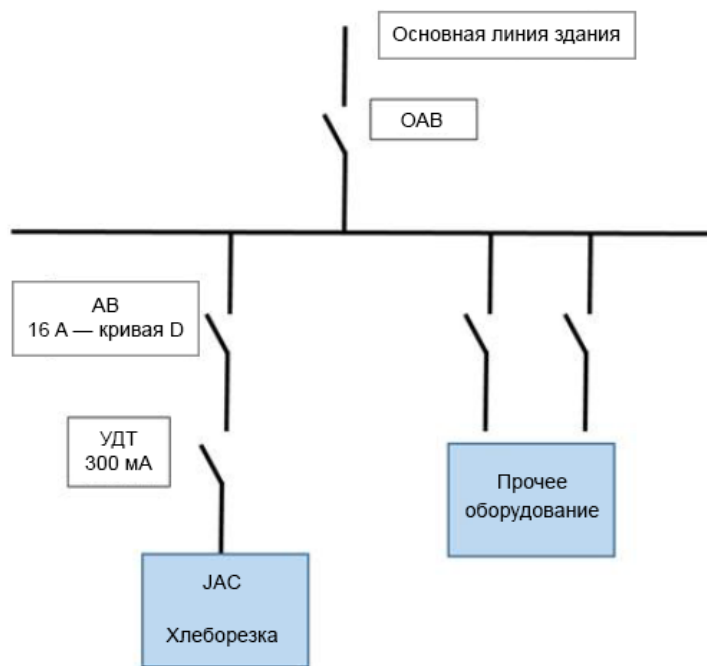 Основная линия здания
ОАВ
АВ
16 А — кривая D
УДТ
300 мА
Прочее
оборудование
JAC
Хлеборезка